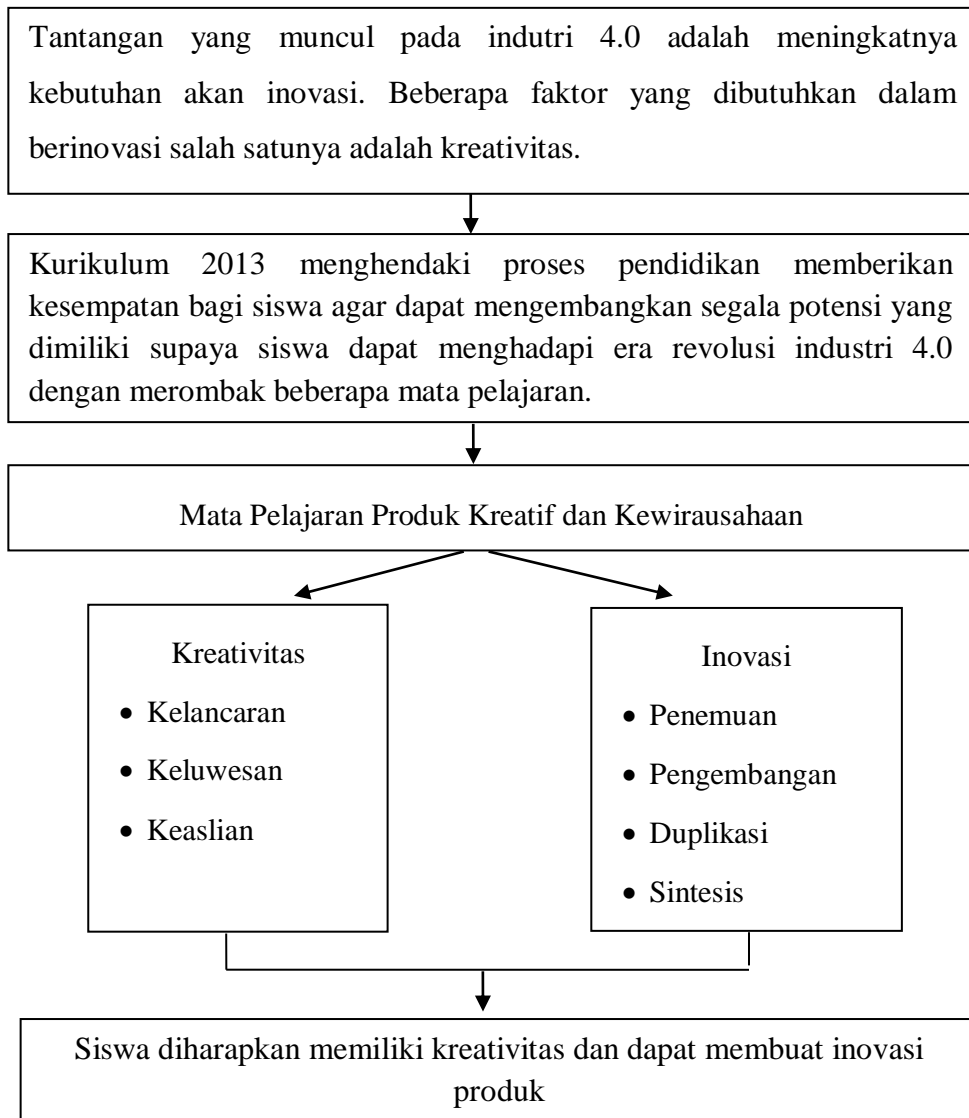 Tantangan yang muncul pada indutri 4.0 adalah meningkatnya
kebutuhan akan inovasi. Beberapa faktor yang dibutuhkan dalam
berinovasi salah satunya adalah kreativitas.
Kurikulum 2013 menghendaki proses pendidikan memberikan
kesempatan bagi siswa agar dapat mengembangkan segala potensi yang
dimiliki supaya siswa dapat menghadapi era revolusi industri 4.0
dengan merombak beberapa mata pelajaran.
Mata Pelajaran Produk Kreatif dan Kewirausahaan
Kreativitas
• Kelancaran
• Keluwesan
• Keaslian
Inovasi
• Penemuan
• Pengembangan
• Duplikasi
• Sintesis
Siswa diharapkan memiliki kreativitas dan dapat membuat inovasi
produk